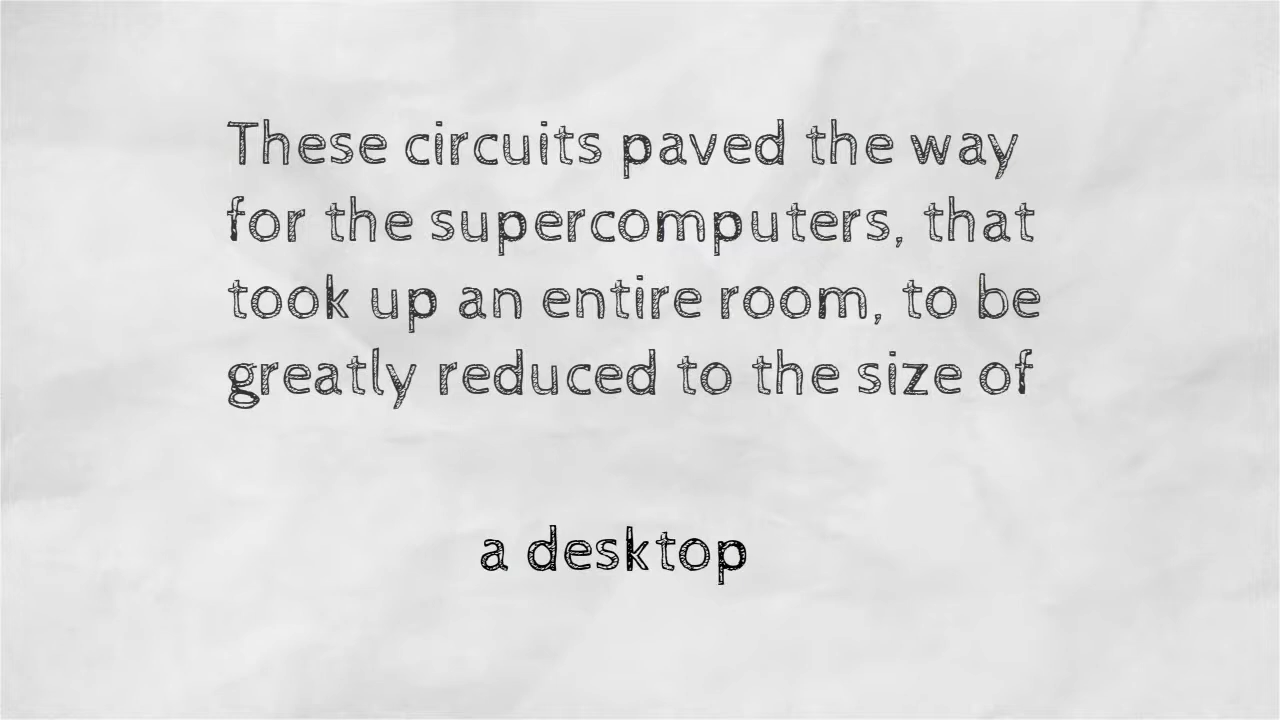 These circuits paved the way
for the supercomputers, that
took up an entire room, to be
greatly reduced to the size of
a desktop